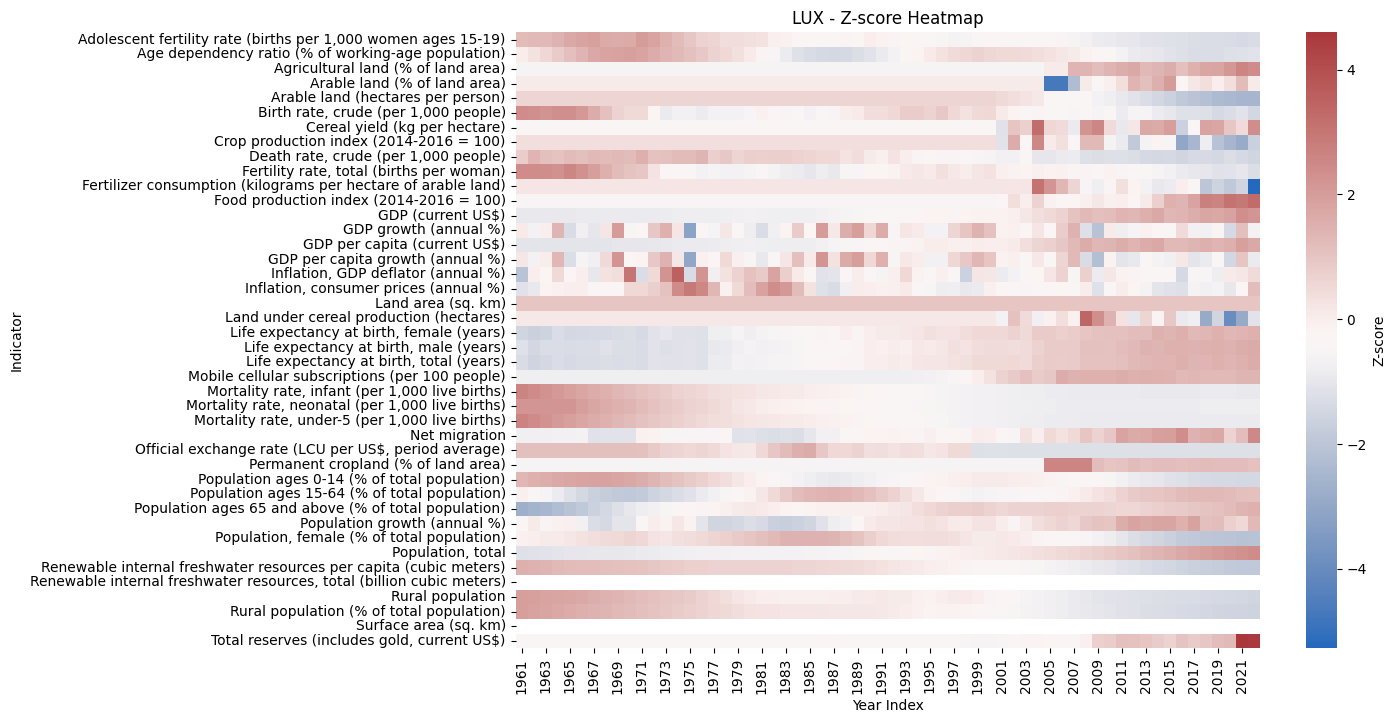 LUX - Z-score Heatmap
Adolescent fertility rate (births per 1,000 women ages 15-19)
Age dependency ratio (% of working-age population)
Agricultural land (% of land area)
Arable land (% of land area)
Arable land (hectares per person)
Birth rate, crude (per 1,000 people)
Cereal yield (kg per hectare)
Crop production index (2014-2016 = 100)
Death rate, crude (per 1,000 people)
Fertility rate, total (births per woman)
Fertilizer consumption (kilograms per hectare of arable land)
Food production index (2014-2016 = 100)
GDP (current US$)
GDP growth (annual %)
GDP per capita (current US$)
GDP per capita growth (annual %)
Inflation, GDP deflator (annual %)
Inflation, consumer prices (annual %)
Land area (sq. km)
Land under cereal production (hectares)
Life expectancy at birth, female (years)
Life expectancy at birth, male (years)
Life expectancy at birth, total (years)
Mobile cellular subscriptions (per 100 people)
Mortality rate, infant (per 1,000 live births)
Mortality rate, neonatal (per 1,000 live births)
Mortality rate, under-5 (per 1,000 live births)
Net migration
Official exchange rate (LCU per US$, period average)
Permanent cropland (% of land area)
Population ages 0-14 (% of total population)
Population ages 15-64 (% of total population)
Population ages 65 and above (% of total population)
Population growth (annual %)
Population, female (% of total population)
Population, total
Renewable internal freshwater resources per capita (cubic meters)
Renewable internal freshwater resources, total (billion cubic meters)
Rural population
Rural population (% of total population)
Surface area (sq. km)
Total reserves (includes gold, current US$)
Indicator
1961 1963 1965 1967 1969 1971 1973 1975 1977 1979 1981 1983 1985 1987 1989 1991 1993 1995 1997 1999 2001 2003 2005 2007 2009 2011 2013 2015 2017 2019 2021
Year Index
4
2
0
−2
−4
Z-score